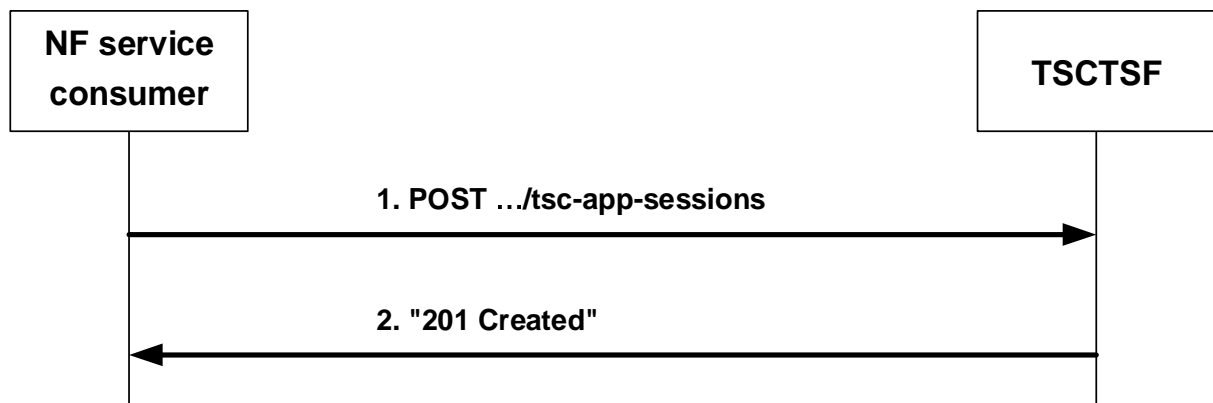 NF service
consumer
TSCTSF
1. POST …/tsc-app-sessions
2. "201 Created"